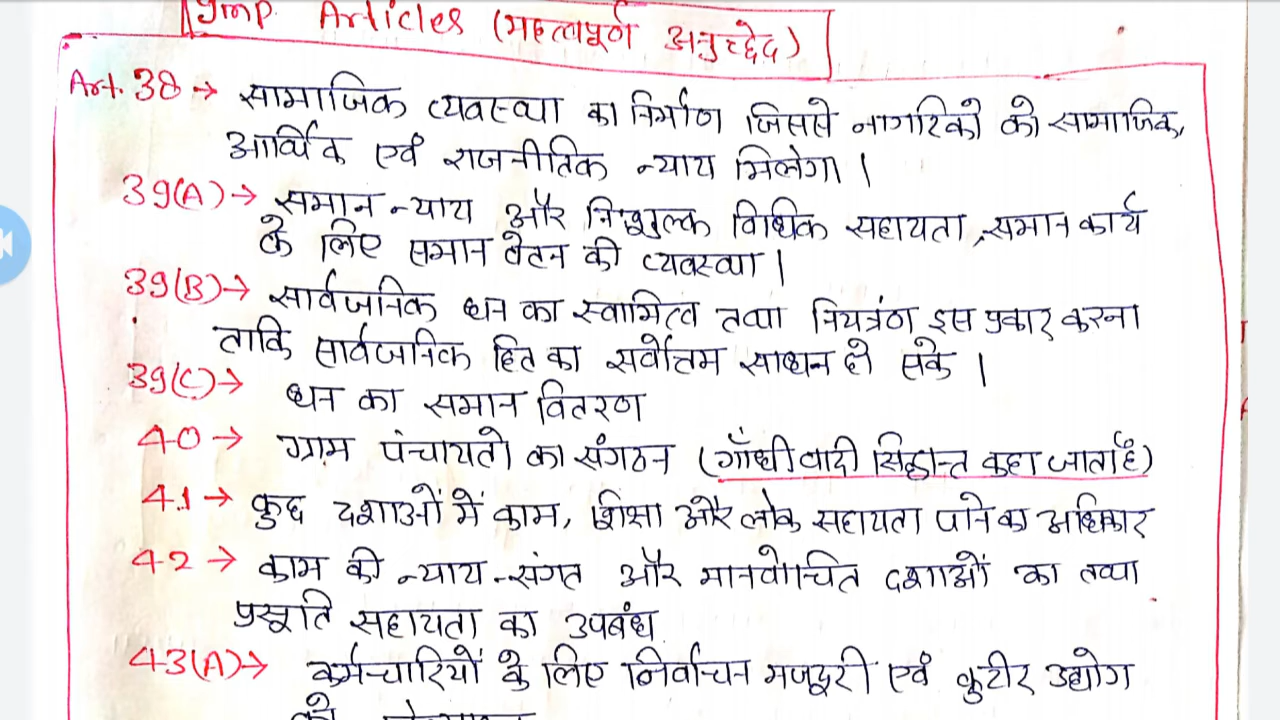 Imp. Articles (महत्वपूर्ण अनुच्छेद)
Art. 38 → सामाजिक व्यवस्था का निर्माण जिससे नागरिको को सामाजिक,
आर्थिक एवं राजनीतिक न्याय मिलेगा।
39(A) → समान न्याय और निःशुल्क विधिक सहायता, समान कार्य
के लिए समान वेतन की व्यवस्था।
39(B) → सार्वजनिक धन का स्वामित्व तथा नियत्रंण इस प्रकार करना
ताकि सार्वजनिक हित का सर्वोत्तम साधन हो सके।
39(C) → धन का समान वितरण
40 → ग्राम पंचायतो का संगठन (गाँधीवादी सिद्धान्त कहा जाता है)
41 → कुछ दशाओं में काम, शिक्षा और लोक सहायता पाने का अधिकार
42 → काम की न्याय-संगत और मानवोचित दशाओं का तथा
प्रसूति सहायता का उपबंध
43(A) → कर्मचारियों के लिए निर्वाचन मजदूरी एवं कुटीर उद्योग
को